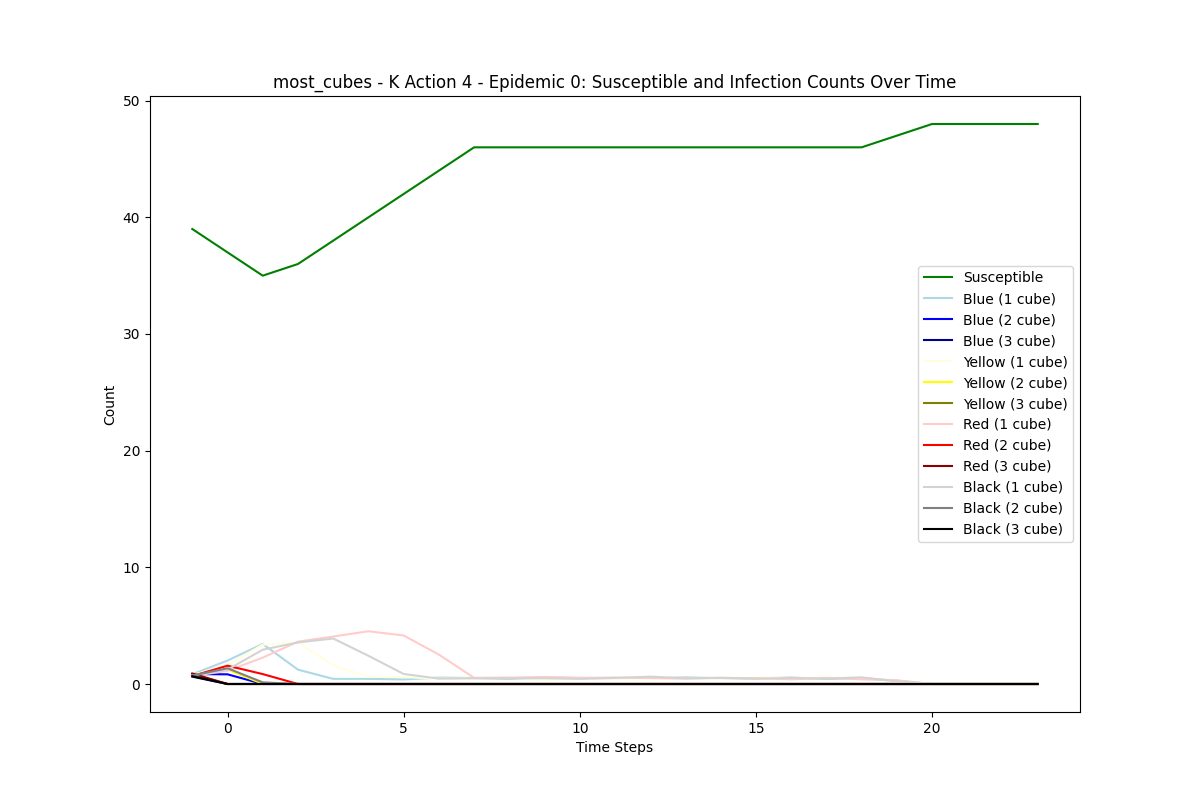 most_cubes - K Action 4 - Epidemic 0: Susceptible and Infection Counts Over Time
50
40
30
20
10
0
Count
Susceptible
Blue (1 cube)
Blue (2 cube)
Blue (3 cube)
Yellow (1 cube)
Yellow (2 cube)
Yellow (3 cube)
Red (1 cube)
Red (2 cube)
Red (3 cube)
Black (1 cube)
Black (2 cube)
Black (3 cube)
0
5
10
15
20
Time Steps